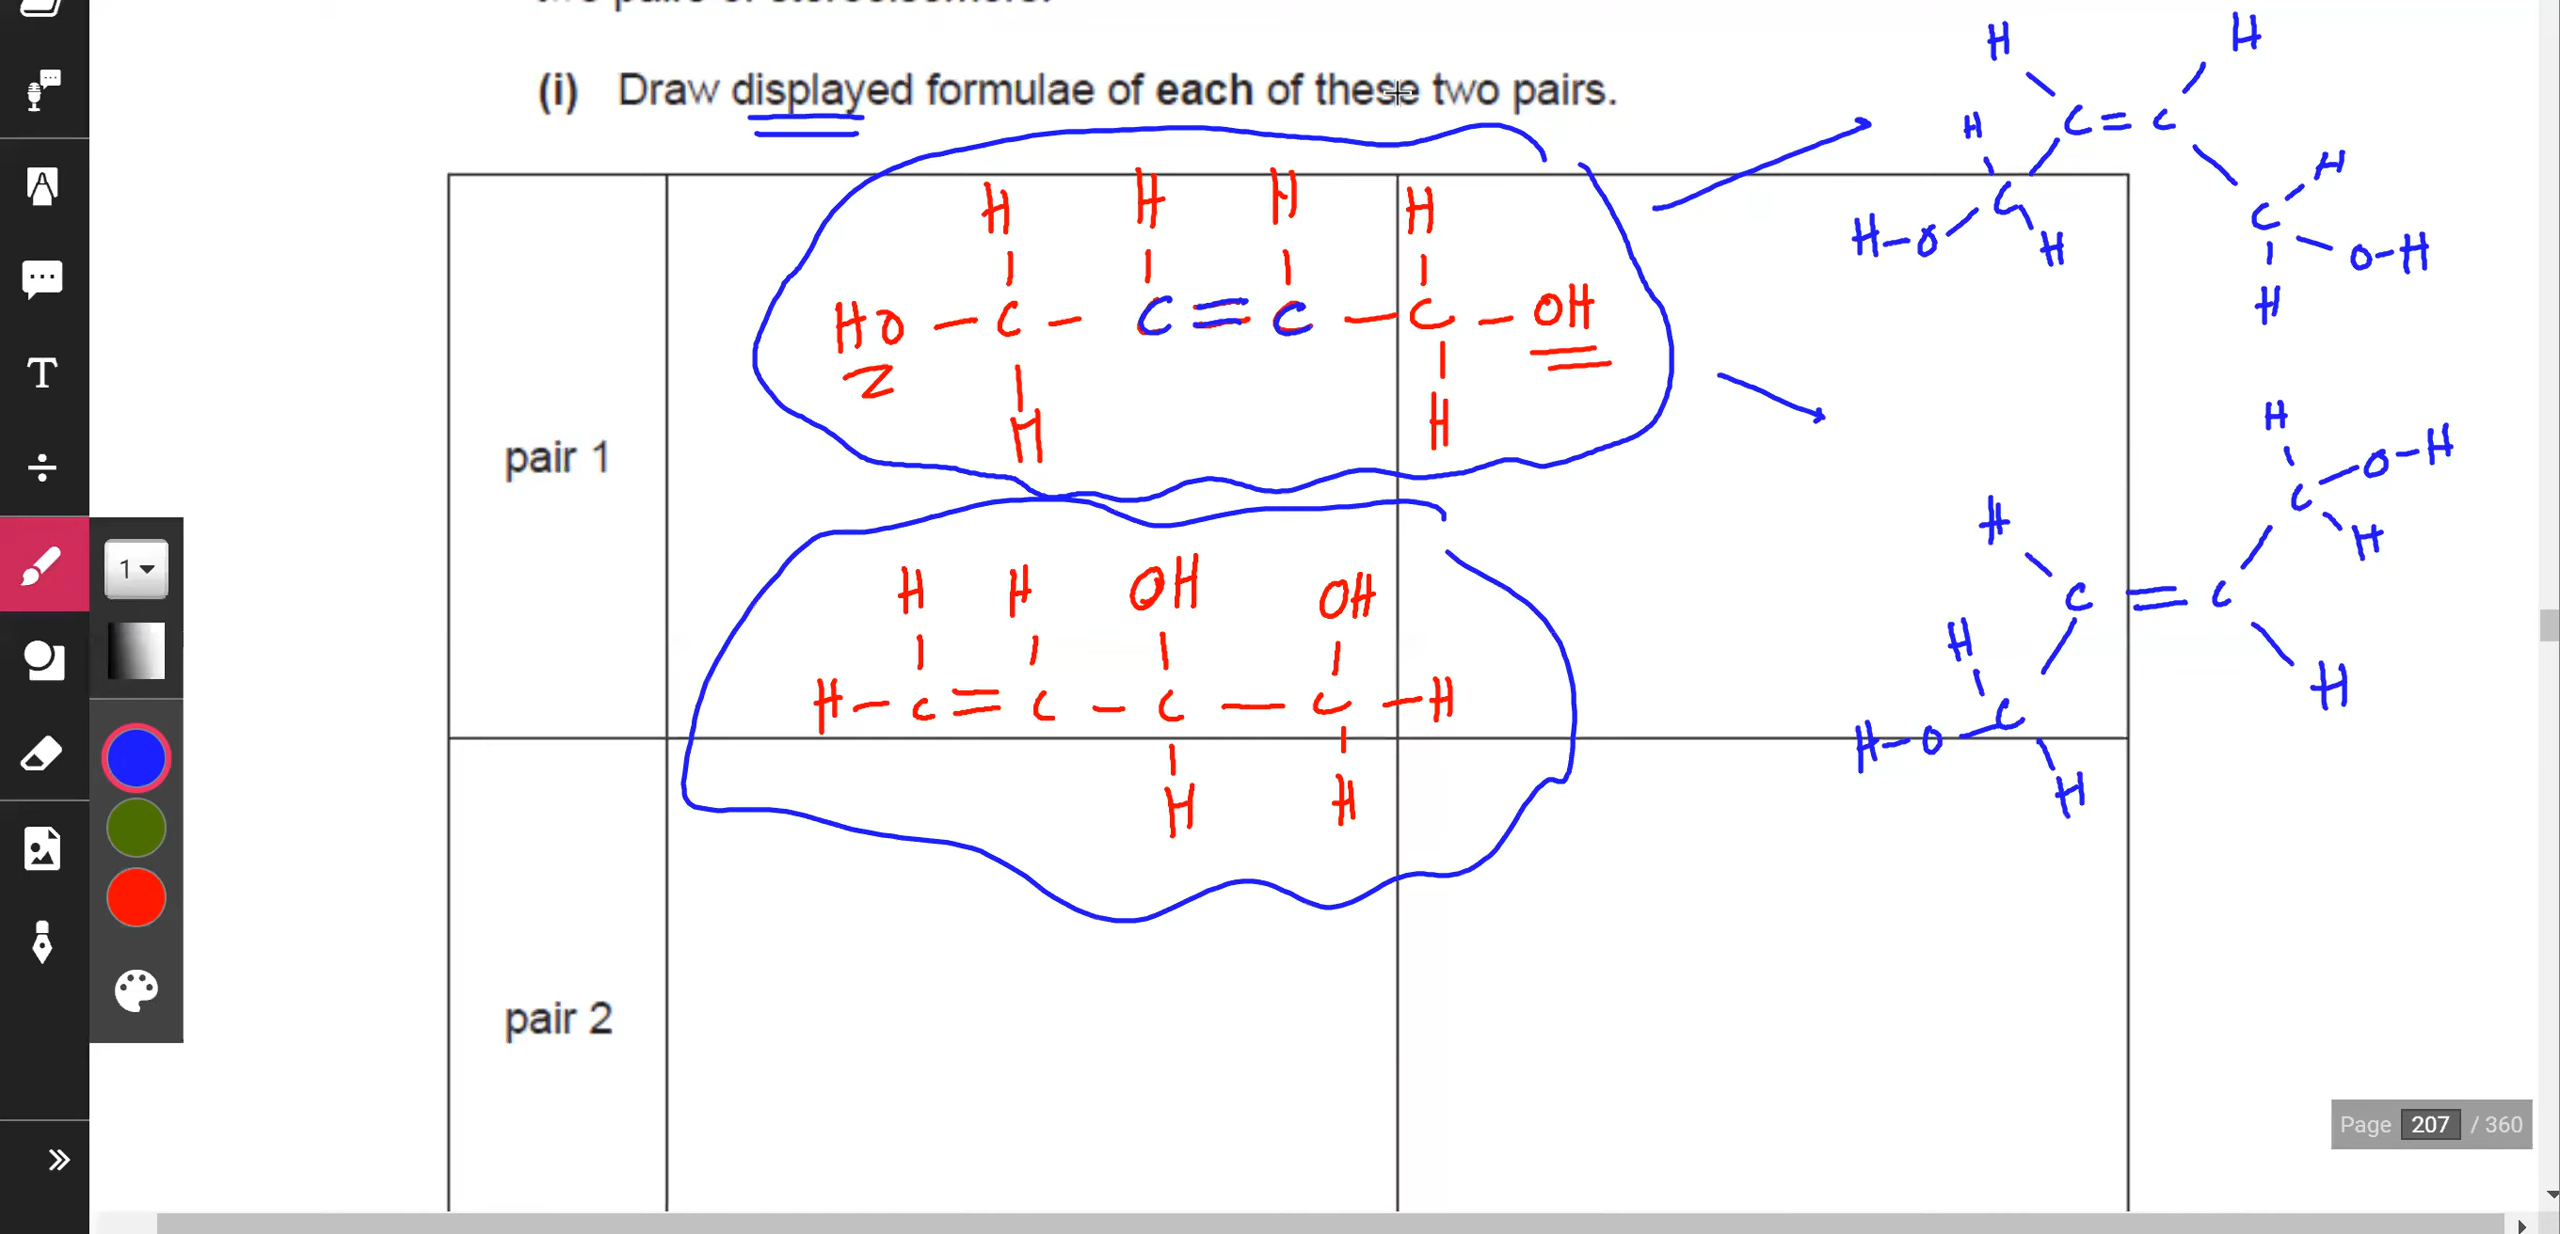 (i) Draw displayed formulae of each of these two pairs.
H H
H C = C
H H H H H
C C
H-O H O-H
HO - C - C = C - C - OH
H
H H
H
C O-H
pair 1
H H
H H OH OH
C = C
H H
H - C = C - C - C - H
C
H-O
H H H
pair 2
Page 207 / 360
1
T